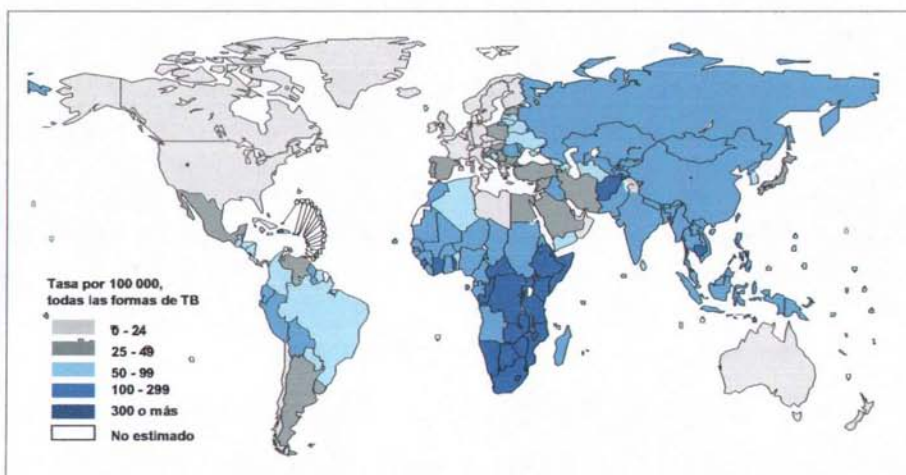 Tasa por 100 000,
todas las formas de TB
0 - 24
25 - 49
50 - 99
100 - 299
300 o más
No estimado